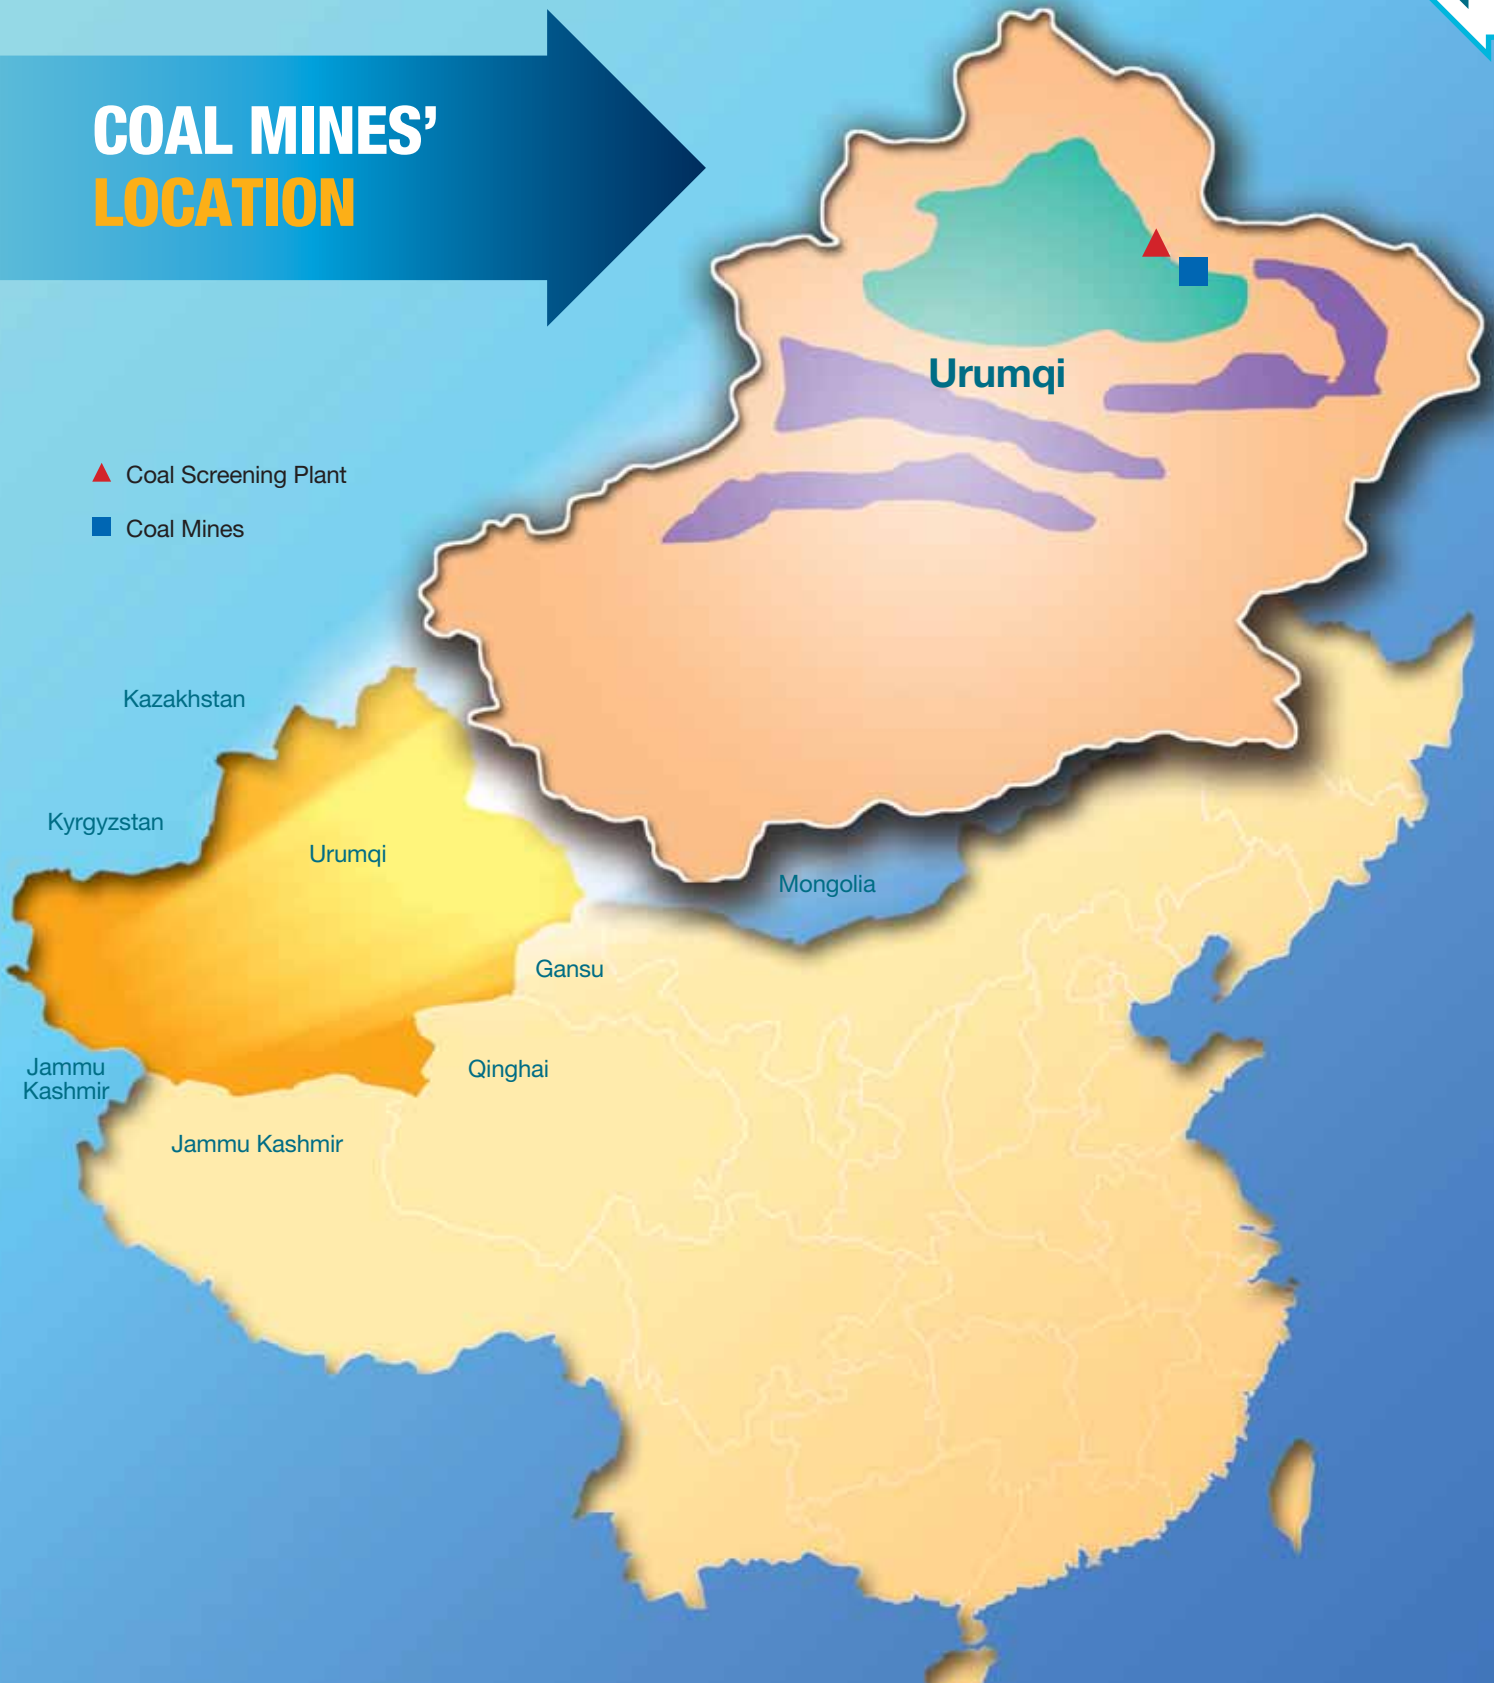 COAL MINES’
LOCATION
Urumqi
Coal Screening Plant
Coal Mines
Kazakhstan
Kyrgyzstan
Urumqi
Mongolia
Gansu
Jammu
Kashmir
Qinghai
Jammu Kashmir